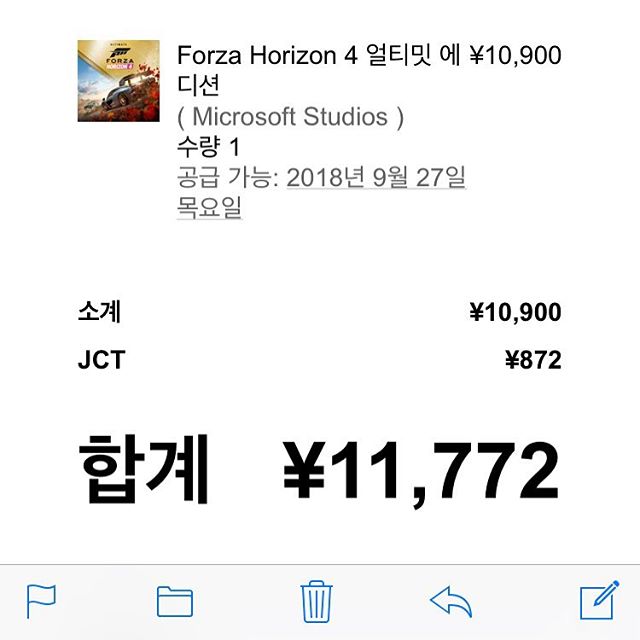 ULTIMATE
FORZA
HORIZON 4
Forza Horizon 4 얼티밋 에 ¥10,900
디션
( Microsoft Studios )
수량 1
공급 가능: 2018년 9월 27일
목요일
소계 ¥10,900
JCT ¥872
합계 ¥11,772